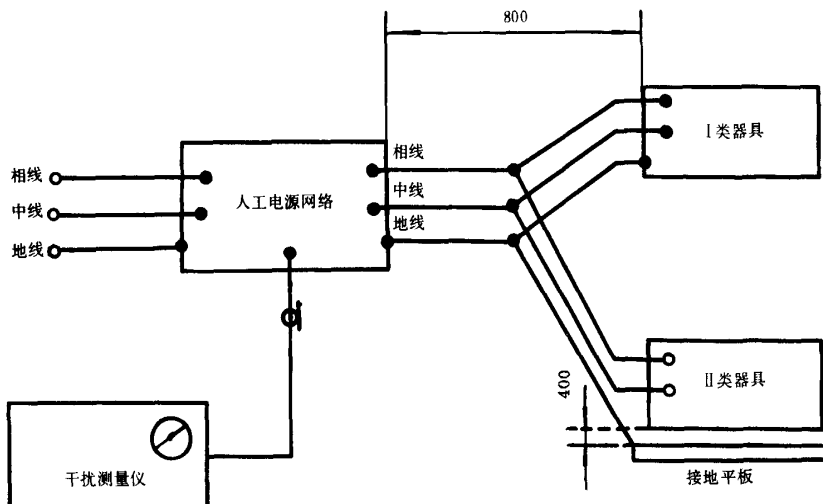 800
I类器具
相线
中线
地线
人工电源网络
相线
中线
地线
400
II类器具
接地平板
干扰测量仪